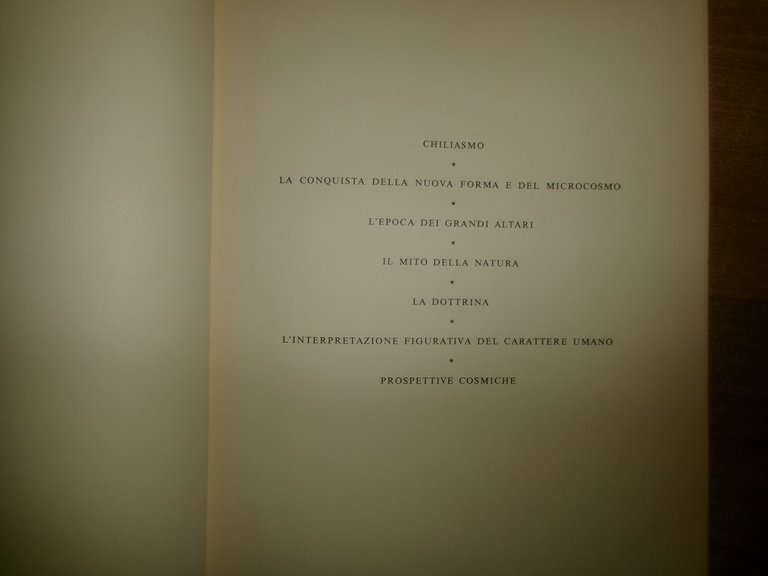 CHILIASMO
★
LA CONQUISTA DELLA NUOVA FORMA E DEL MICROCOSMO
★
L'EPOCA DEI GRANDI ALTARI
★
IL MITO DELLA NATURA
★
LA DOTTRINA
★
L'INTERPRETAZIONE FIGURATIVA DEL CARATTERE UMANO
★
PROSPETTIVE COSMICHE